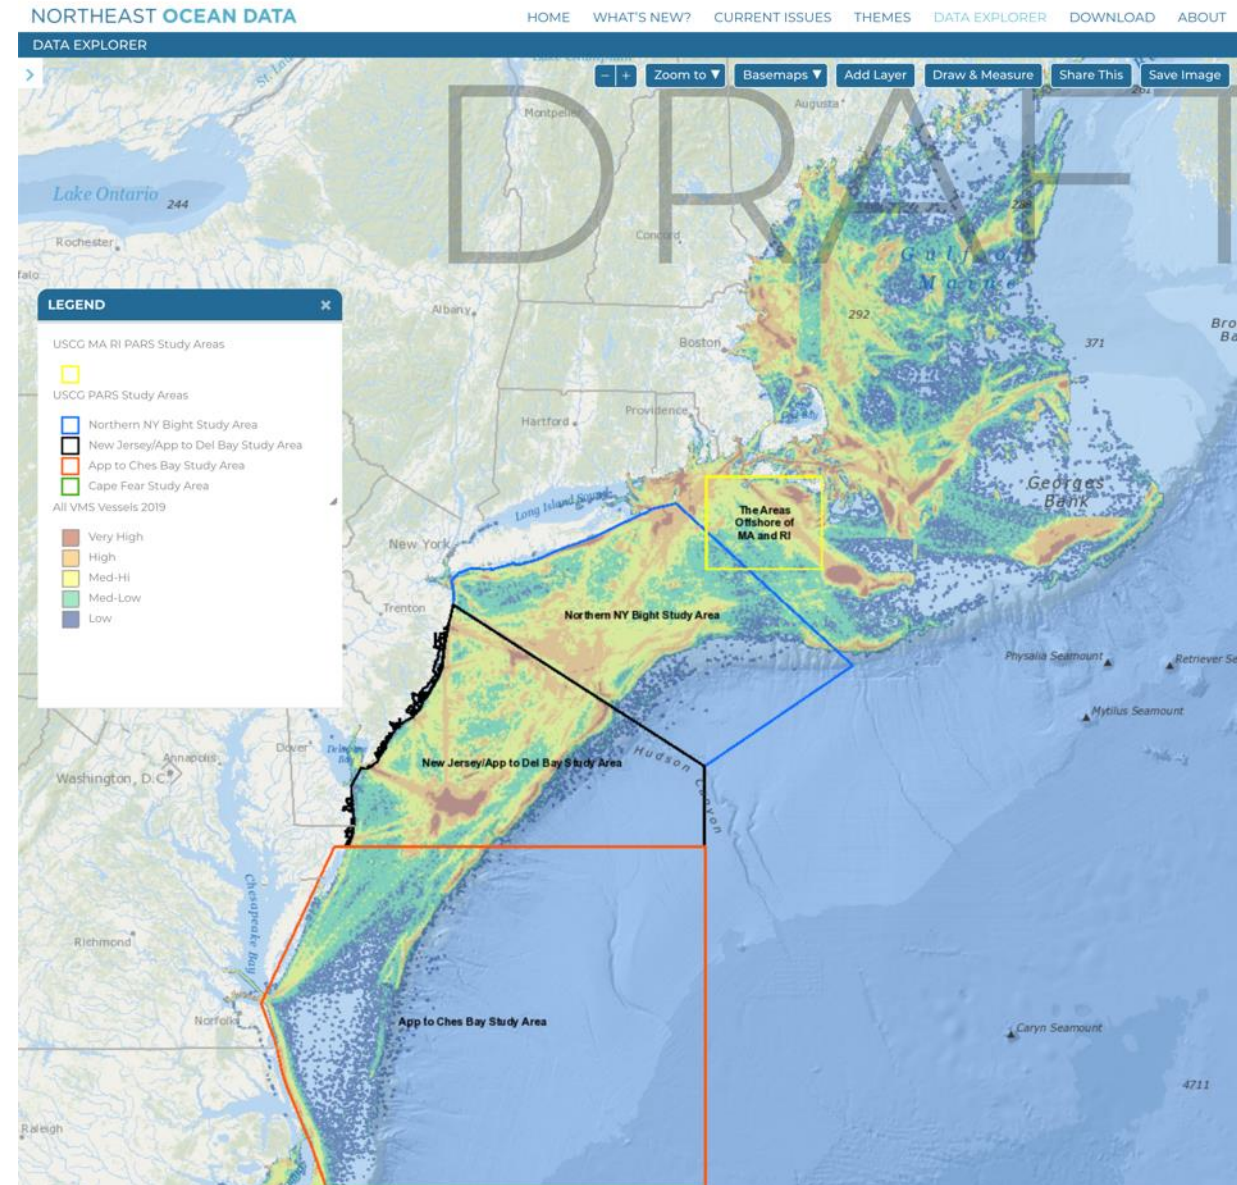 NORTHEAST OCEAN DATA
HOME WHAT'S NEW? CURRENT ISSUES THEMES DATA EXPLORER DOWNLOAD ABOUT
DATA EXPLORER
− + Zoom to ▼ Basemaps ▼ Add Layer Draw & Measure Share This Save Image
DRAFT
Montpelier
Augusta
Lake Ontario
244
Rochester
Concord
falo
Gulf of
Maine
LEGEND ×
USCG MA RI PARS Study Areas
USCG PARS Study Areas
Northern NY Bight Study Area
New Jersey/App to Del Bay Study Area
App to Ches Bay Study Area
Cape Fear Study Area
All VMS Vessels 2019
Very High
High
Med-Hi
Med-Low
Low
Albany
292
Boston
371
Bro
Ba
Hartford
Providence
Georges
Bank
Long Island Sound
The Areas
Offshore of
MA and RI
New York
Trenton
Northern NY Bight Study Area
Physalia Seamount
Retriever Se
Mytilus Seamount
Dover
Delaware
Bay
Annapolis
Washington, D.C.
New Jersey/App to Del Bay Study Area
Hudson Canyon
Chesapeake Bay
Richmond
Norfolk
App to Ches Bay Study Area
Caryn Seamount
4711
Raleigh